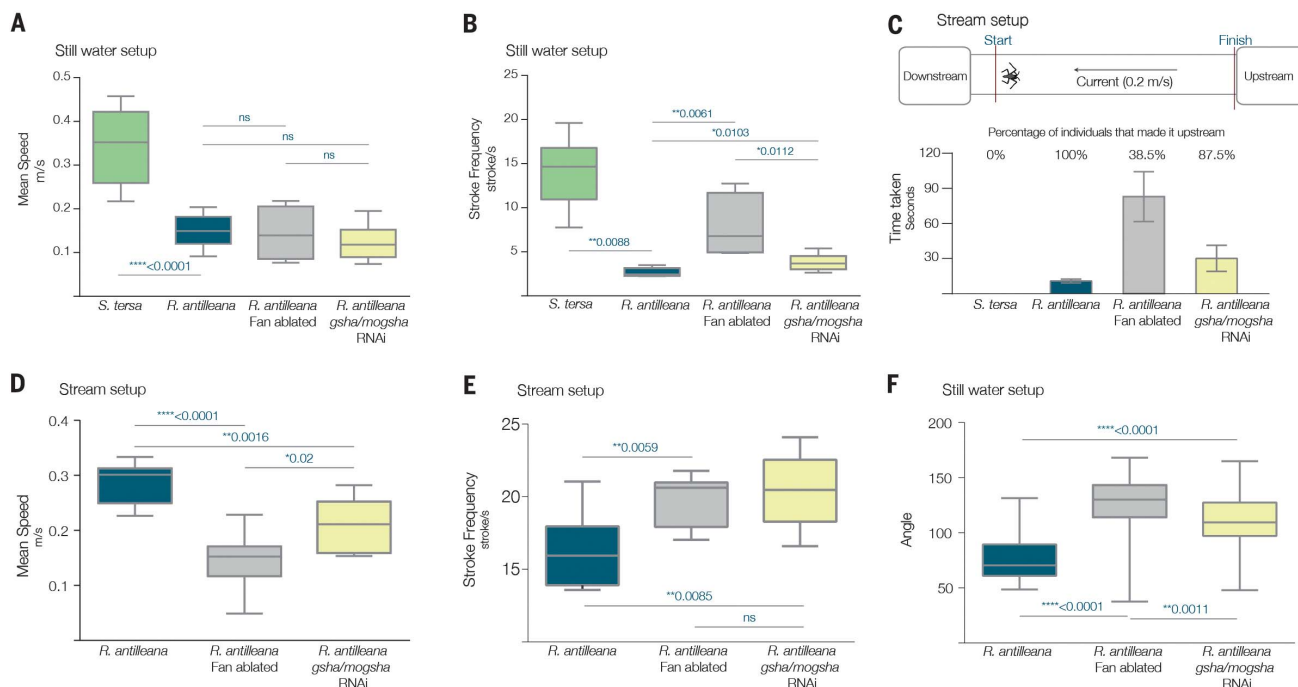 A
Still water setup
Mean Speed
m/s
0.5
0.4
0.3
0.2
0.1
ns
ns
ns
****<0.0001
S. tersa
R. antilleana
R. antilleana
Fan ablated
R. antilleana
gsha/mogsha
RNAi
B
Still water setup
Stroke Frequency
stroke/s
25
20
15
10
5
0
**0.0061
*0.0103
*0.0112
**0.0088
S. tersa
R. antilleana
R. antilleana
Fan ablated
R. antilleana
gsha/mogsha
RNAi
C
Stream setup
Start
Finish
Downstream
Current (0.2 m/s)
Upstream
Percentage of individuals that made it upstream
0% 100% 38.5% 87.5%
Time taken
Seconds
120
90
60
30
S. tersa
R. antilleana
R. antilleana
Fan ablated
R. antilleana
gsha/mogsha
RNAi
D
Stream setup
Mean Speed
m/s
0.4
0.3
0.2
0.1
****<0.0001
**0.0016
*0.02
R. antilleana
R. antilleana
Fan ablated
R. antilleana
gsha/mogsha
RNAi
E
Stream setup
Stroke Frequency
stroke/s
25
20
15
**0.0059
**0.0085
ns
R. antilleana
R. antilleana
Fan ablated
R. antilleana
gsha/mogsha
RNAi
F
Still water setup
Angle
200
150
100
50
****<0.0001
****<0.0001
**0.0011
R. antilleana
R. antilleana
Fan ablated
R. antilleana
gsha/mogsha
RNAi